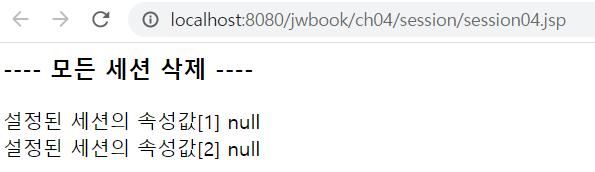 localhost:8080/jwbook/ch04/session/session04.jsp
---- 모든 세션 삭제 ----
설정된 세션의 속성값[1] null
설정된 세션의 속성값[2] null